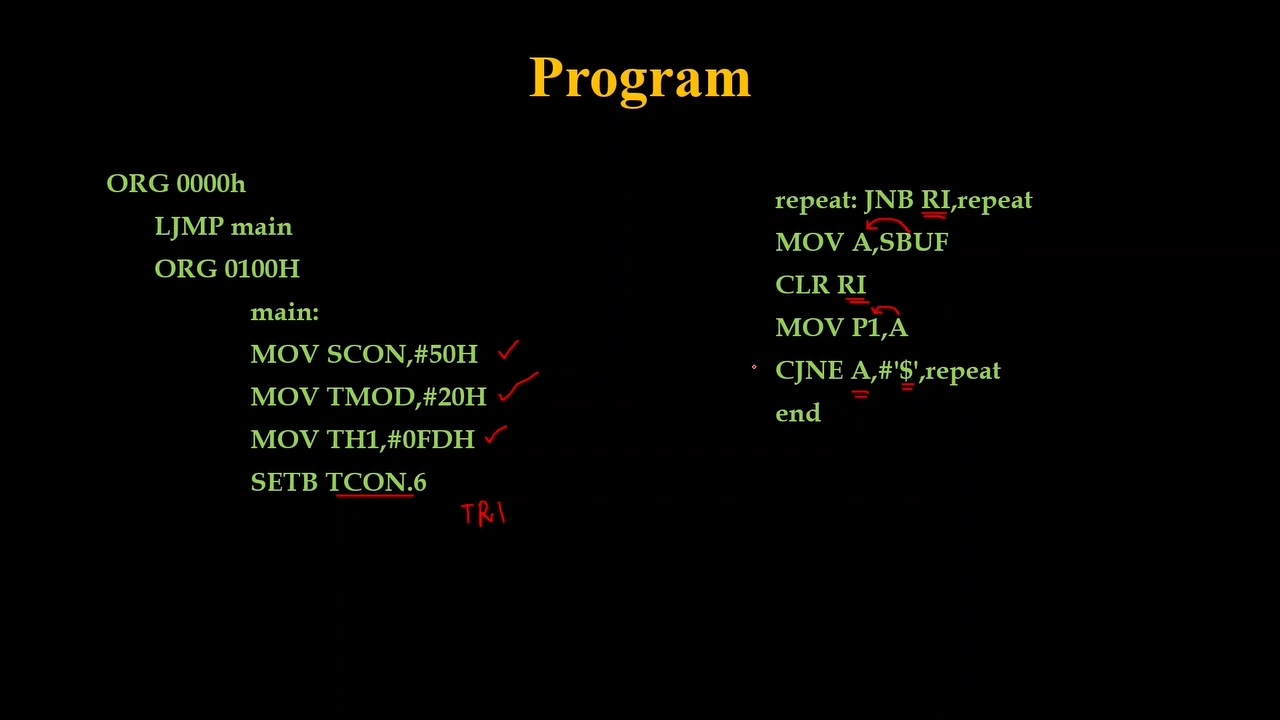 Program
ORG 0000h
LJMP main
ORG 0100H
main:
MOV SCON,#50H
MOV TMOD,#20H
MOV TH1,#0FDH
SETB TCON.6
TR1
repeat: JNB RI,repeat
MOV A,SBUF
CLR RI
MOV P1,A
CJNE A,#'$',repeat
end